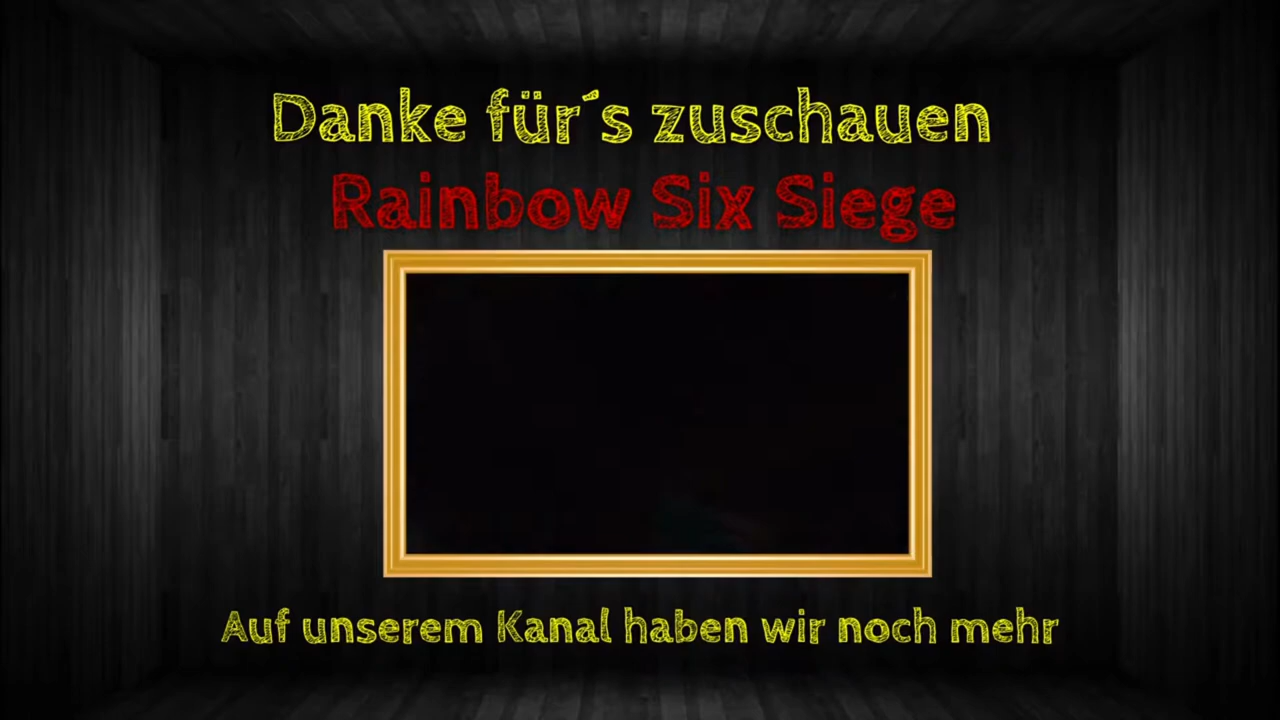 Danke für´s zuschauen
Rainbow Six Siege
Auf unserem Kanal haben wir noch mehr